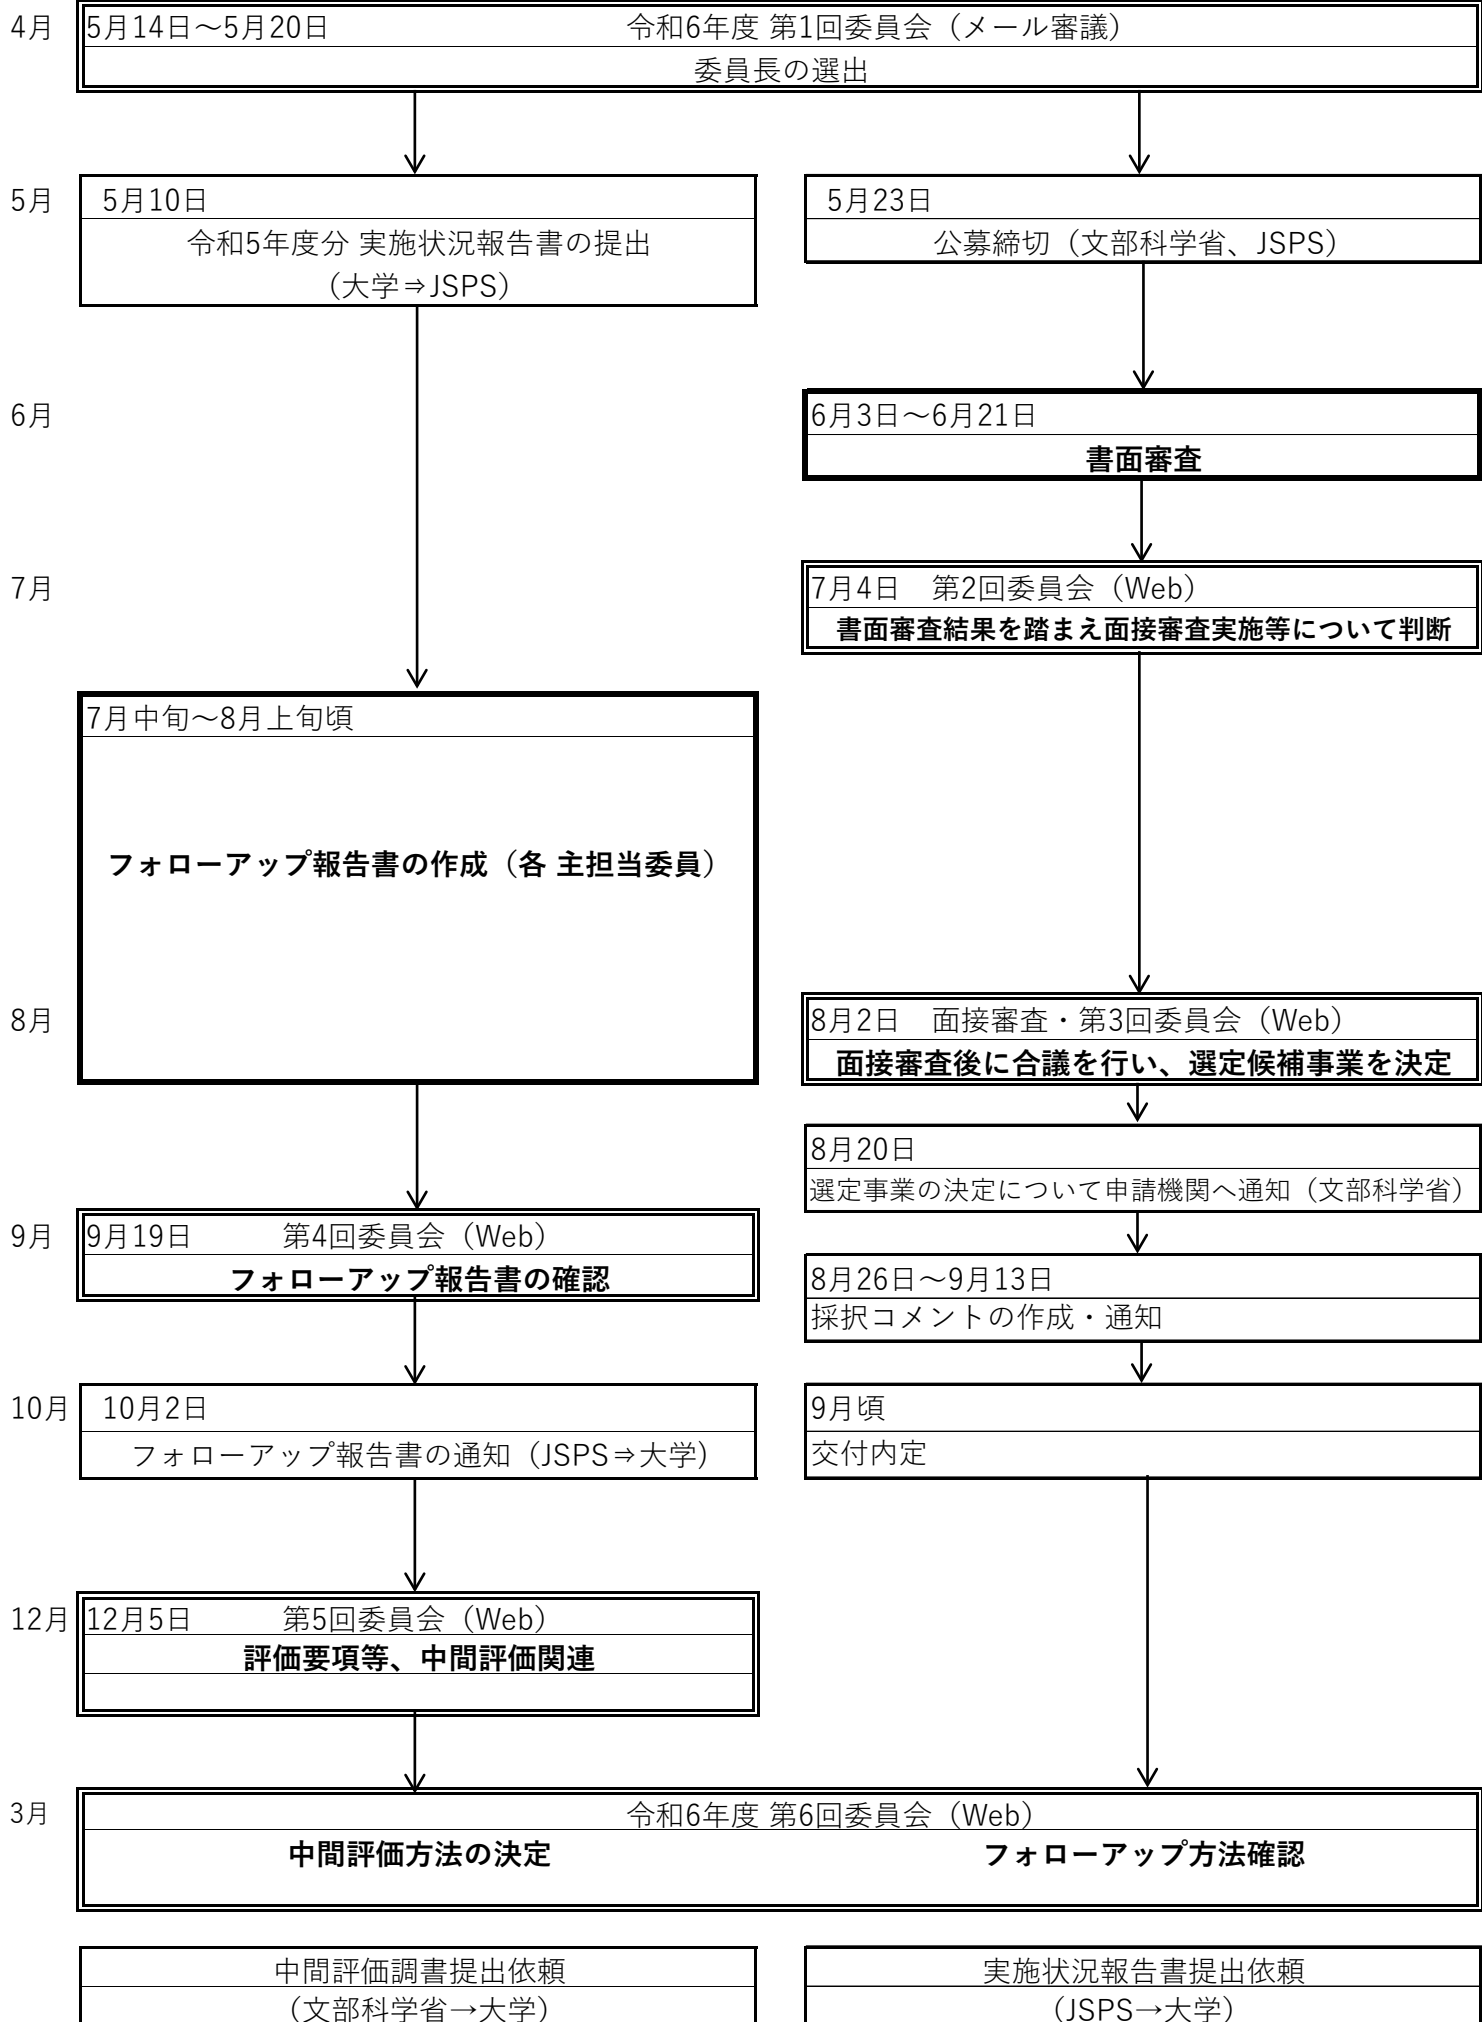 4月
5月14日～5月20日 令和6年度 第1回委員会（メール審議）
委員長の選出
5月
5月10日
令和5年度分 実施状況報告書の提出
（大学⇒JSPS）
5月23日
公募締切（文部科学省、JSPS）
6月
6月3日～6月21日
書面審査
7月
7月4日 第2回委員会（Web）
書面審査結果を踏まえ面接審査実施等について判断
7月中旬～8月上旬頃
フォローアップ報告書の作成（各 主担当委員）
8月
8月2日 面接審査・第3回委員会（Web）
面接審査後に合議を行い、選定候補事業を決定
8月20日
選定事業の決定について申請機関へ通知（文部科学省）
9月
9月19日 第4回委員会（Web）
フォローアップ報告書の確認
8月26日～9月13日
採択コメントの作成・通知
10月
10月2日
フォローアップ報告書の通知（JSPS⇒大学）
9月頃
交付内定
12月
12月5日 第5回委員会（Web）
評価要項等、中間評価関連
3月
令和6年度 第6回委員会（Web）
中間評価方法の決定 フォローアップ方法確認
中間評価調書提出依頼
（文部科学省→大学）
実施状況報告書提出依頼
（JSPS→大学）